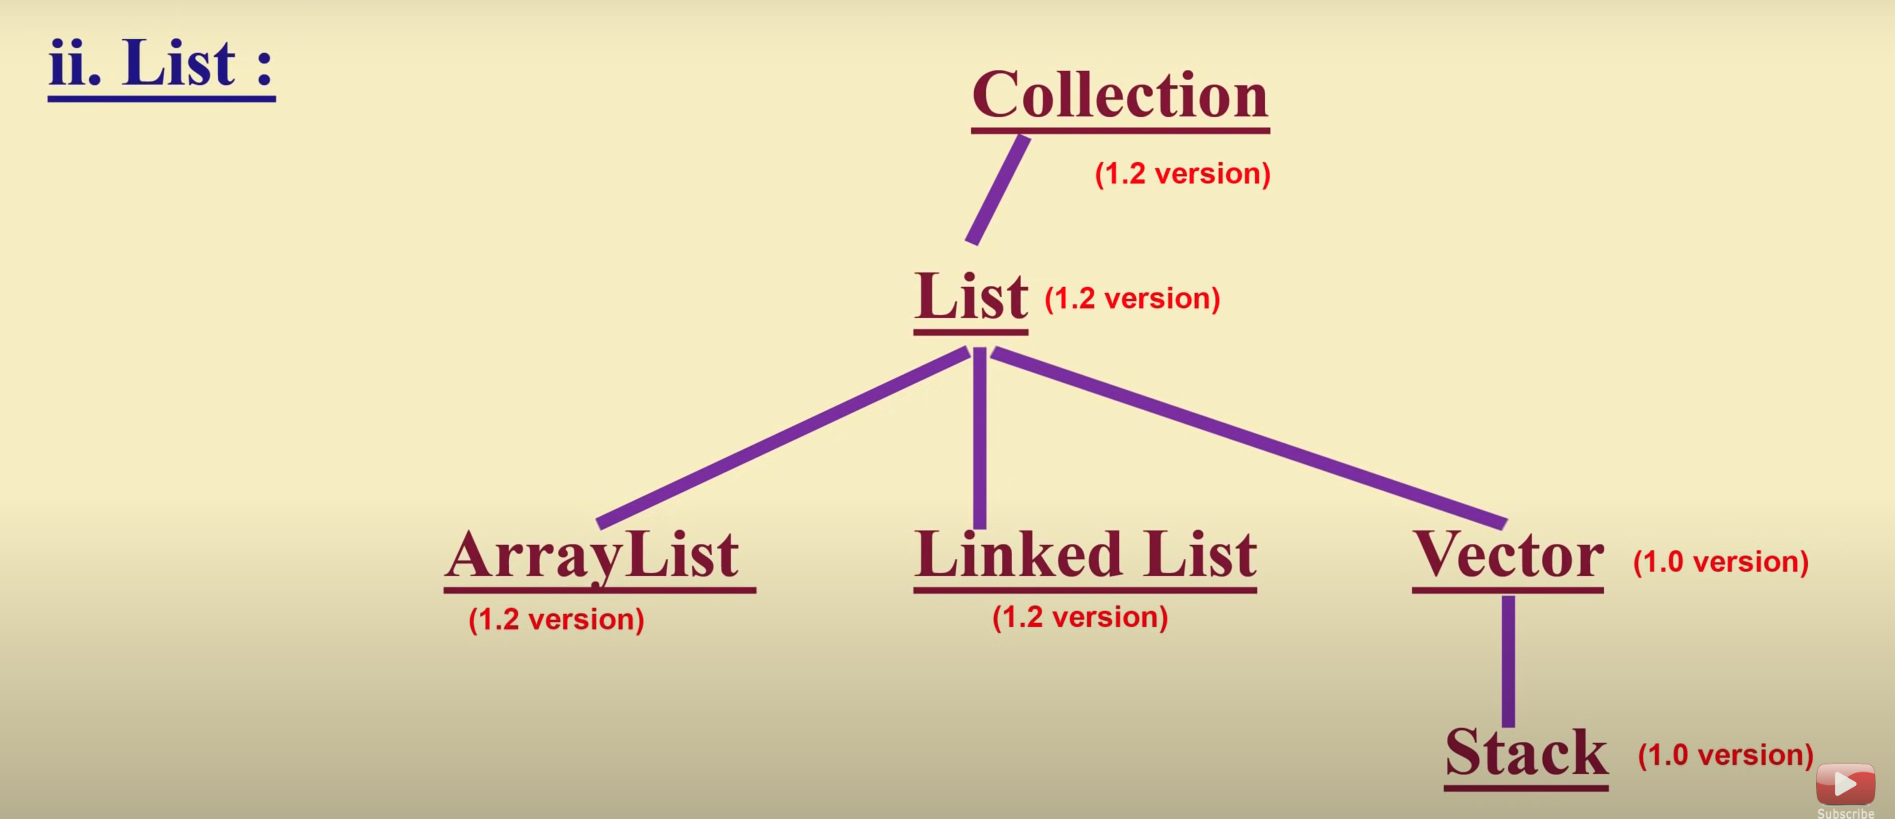 ii. List :
Collection
(1.2 version)
List (1.2 version)
ArrayList
(1.2 version)
Linked List
(1.2 version)
Vector (1.0 version)
Stack (1.0 version)
Subscribe